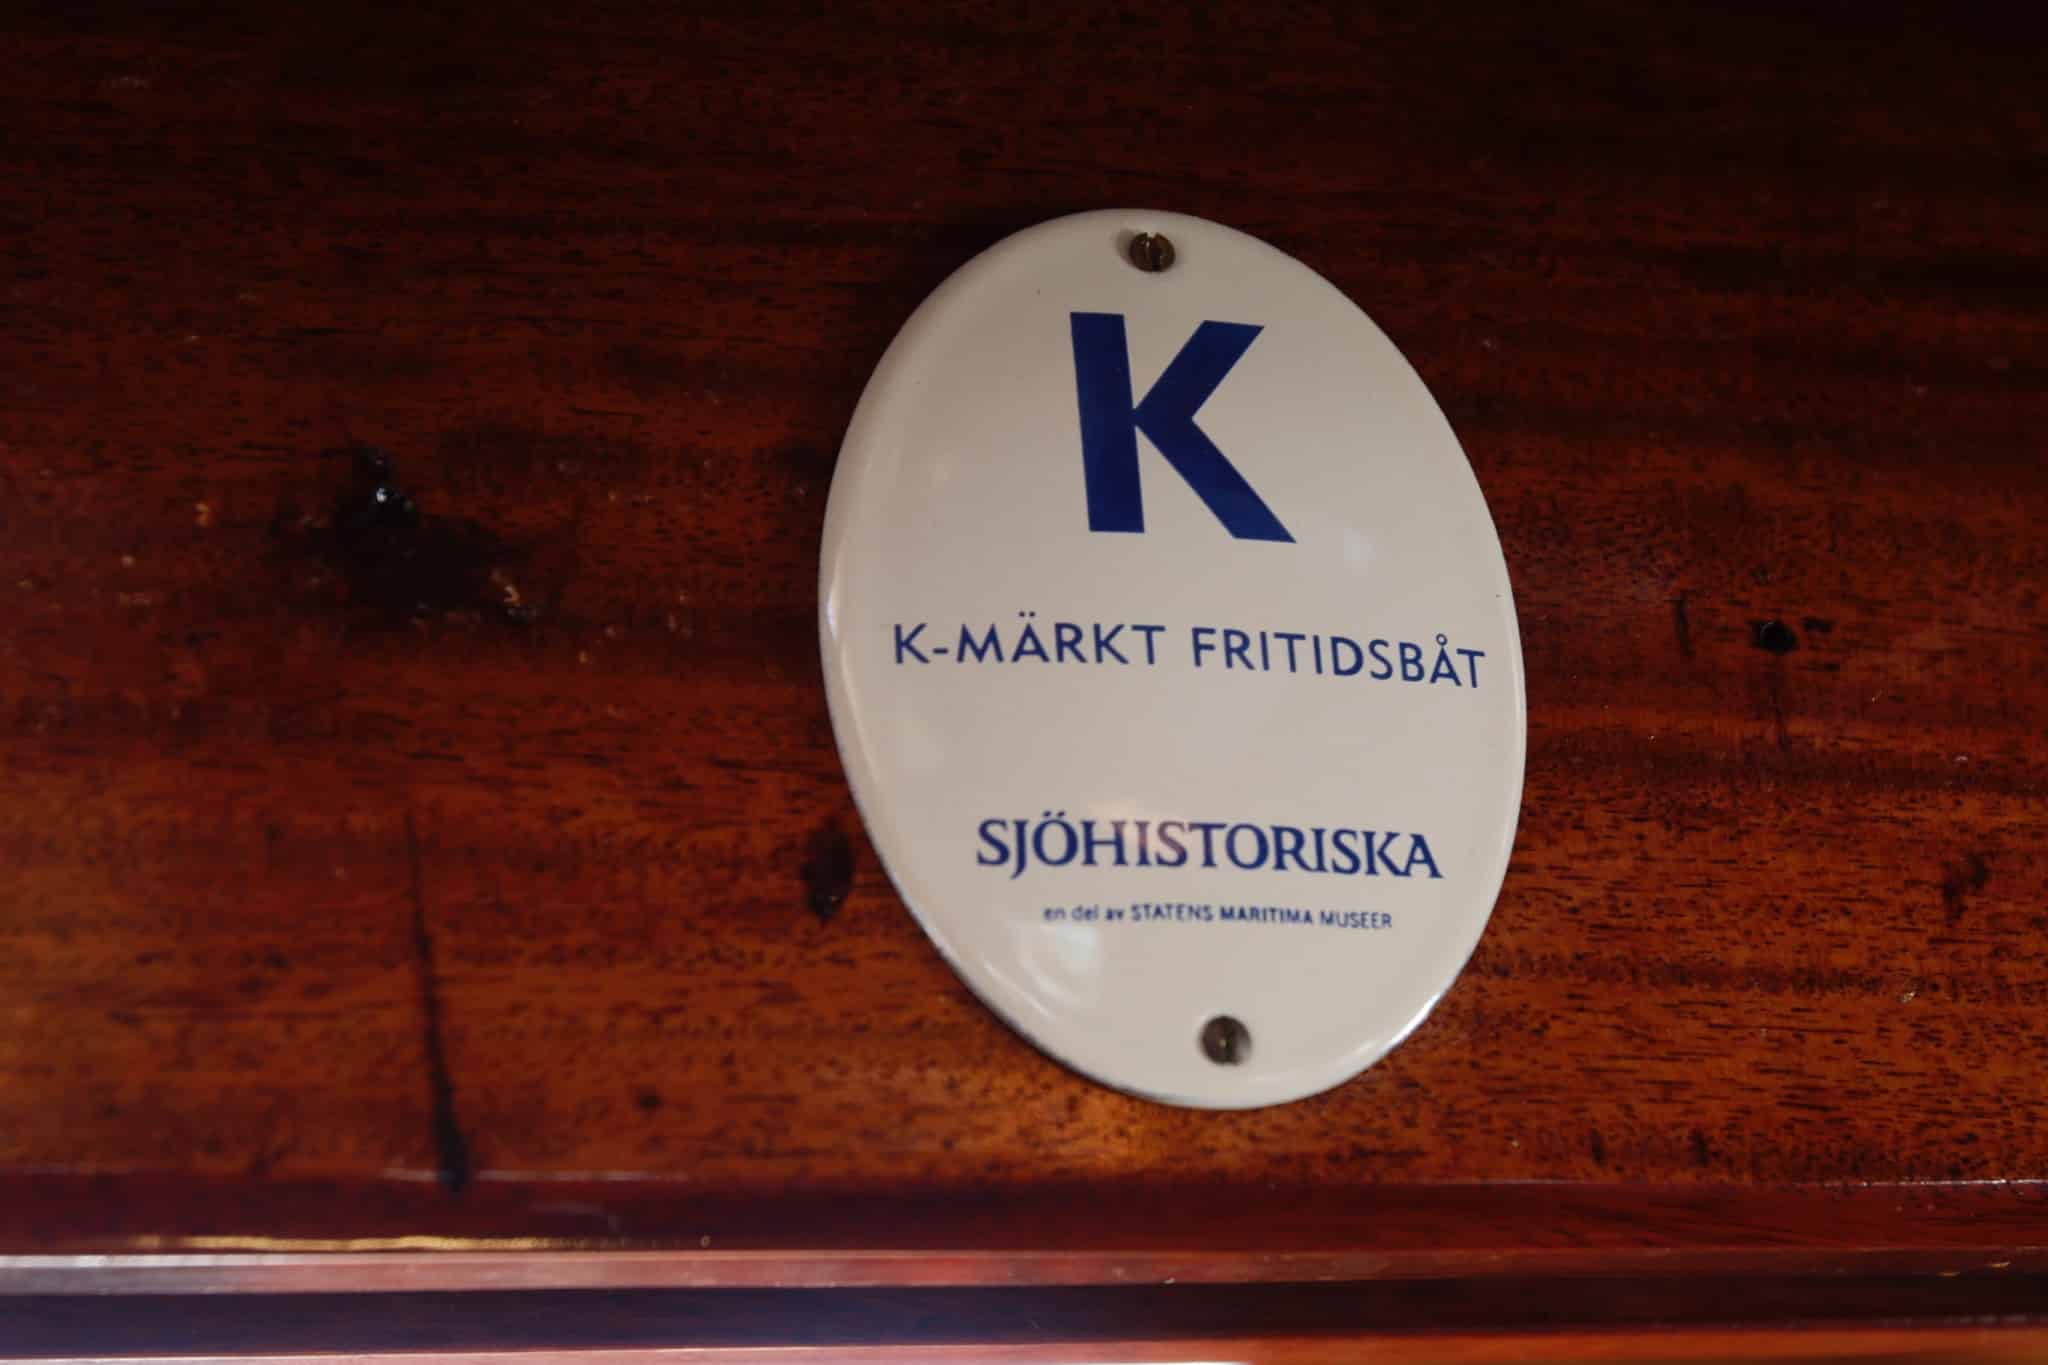 K
K-MÄRKT FRITIDSBÅT
SJÖHISTORISKA
en del av STATENS MARITIMA MUSEER